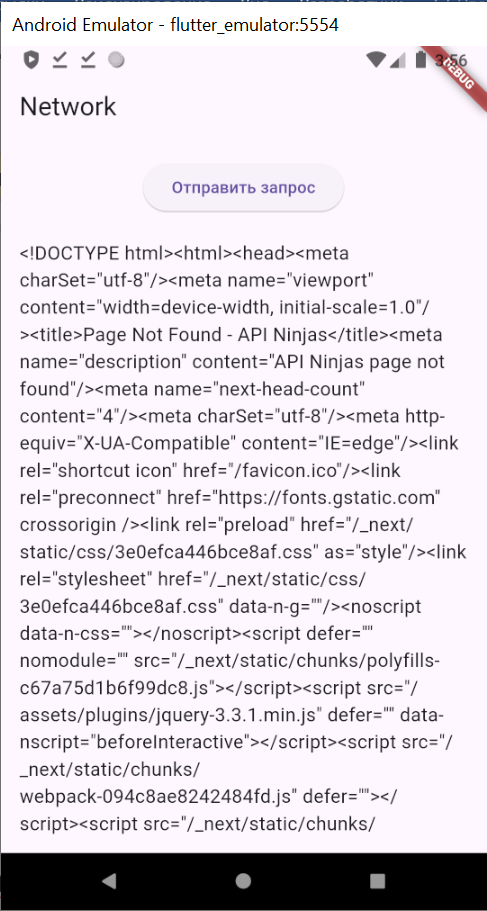 Android Emulator - flutter_emulator:5554
3:56
DEBUG
Network
Отправить запрос
<!DOCTYPE html><html><head><meta
charSet="utf-8"/><meta name="viewport"
content="width=device-width, initial-scale=1.0"/
><title>Page Not Found - API Ninjas</title><meta
name="description" content="API Ninjas page not
found"/><meta name="next-head-count"
content="4"/><meta charSet="utf-8"/><meta http-
equiv="X-UA-Compatible" content="IE=edge"/><link
rel="shortcut icon" href="/favicon.ico"/><link
rel="preconnect" href="https://fonts.gstatic.com"
crossorigin /><link rel="preload" href="/_next/
static/css/3e0efca446bce8af.css" as="style"/><link
rel="stylesheet" href="/_next/static/css/
3e0efca446bce8af.css" data-n-g=""/><noscript
data-n-css=""></noscript><script defer=""
nomodule="" src="/_next/static/chunks/polyfills-
c67a75d1b6f99dc8.js"></script><script src="/
assets/plugins/jquery-3.3.1.min.js" defer="" data-
nscript="beforeInteractive"></script><script src="/
_next/static/chunks/
webpack-094c8ae8242484fd.js" defer=""></
script><script src="/_next/static/chunks/